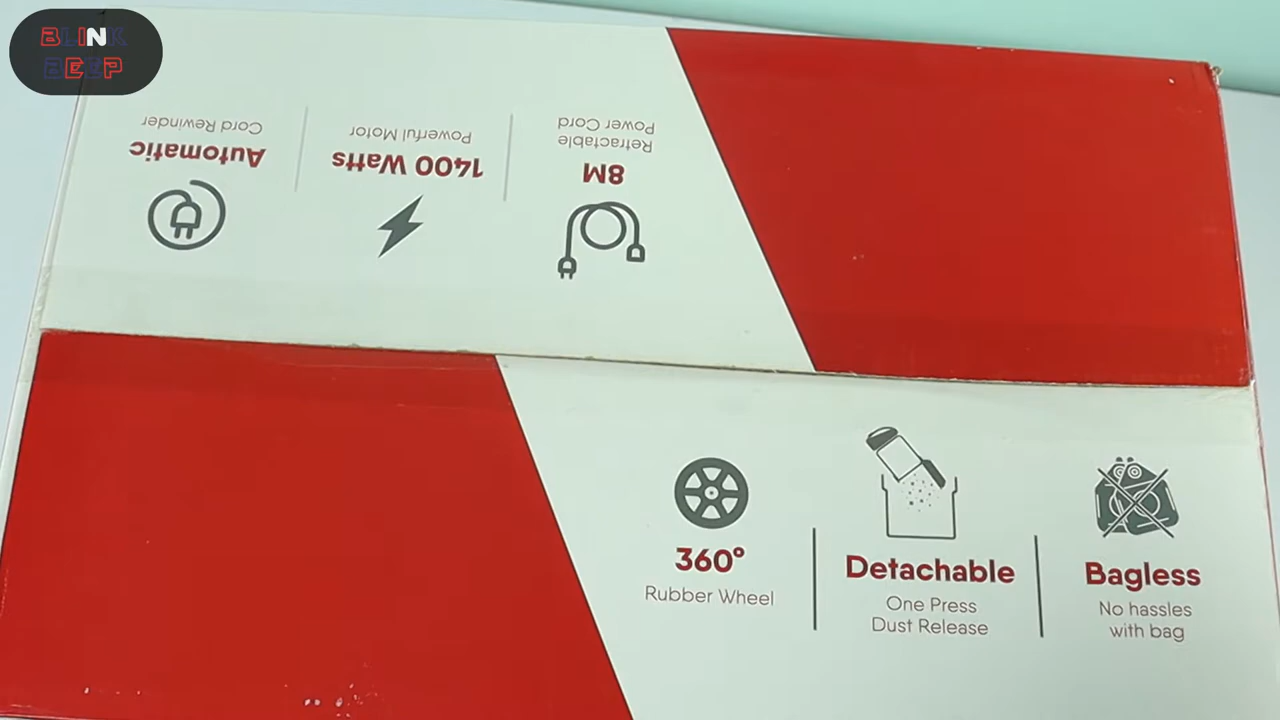 BLINK
BEEP
8M
Retractable
Power Cord
1400 Watts
Powerful Motor
Automatic
Cord Rewinder
360°
Rubber Wheel
Detachable
One Press
Dust Release
Bagless
No hassles
with bag